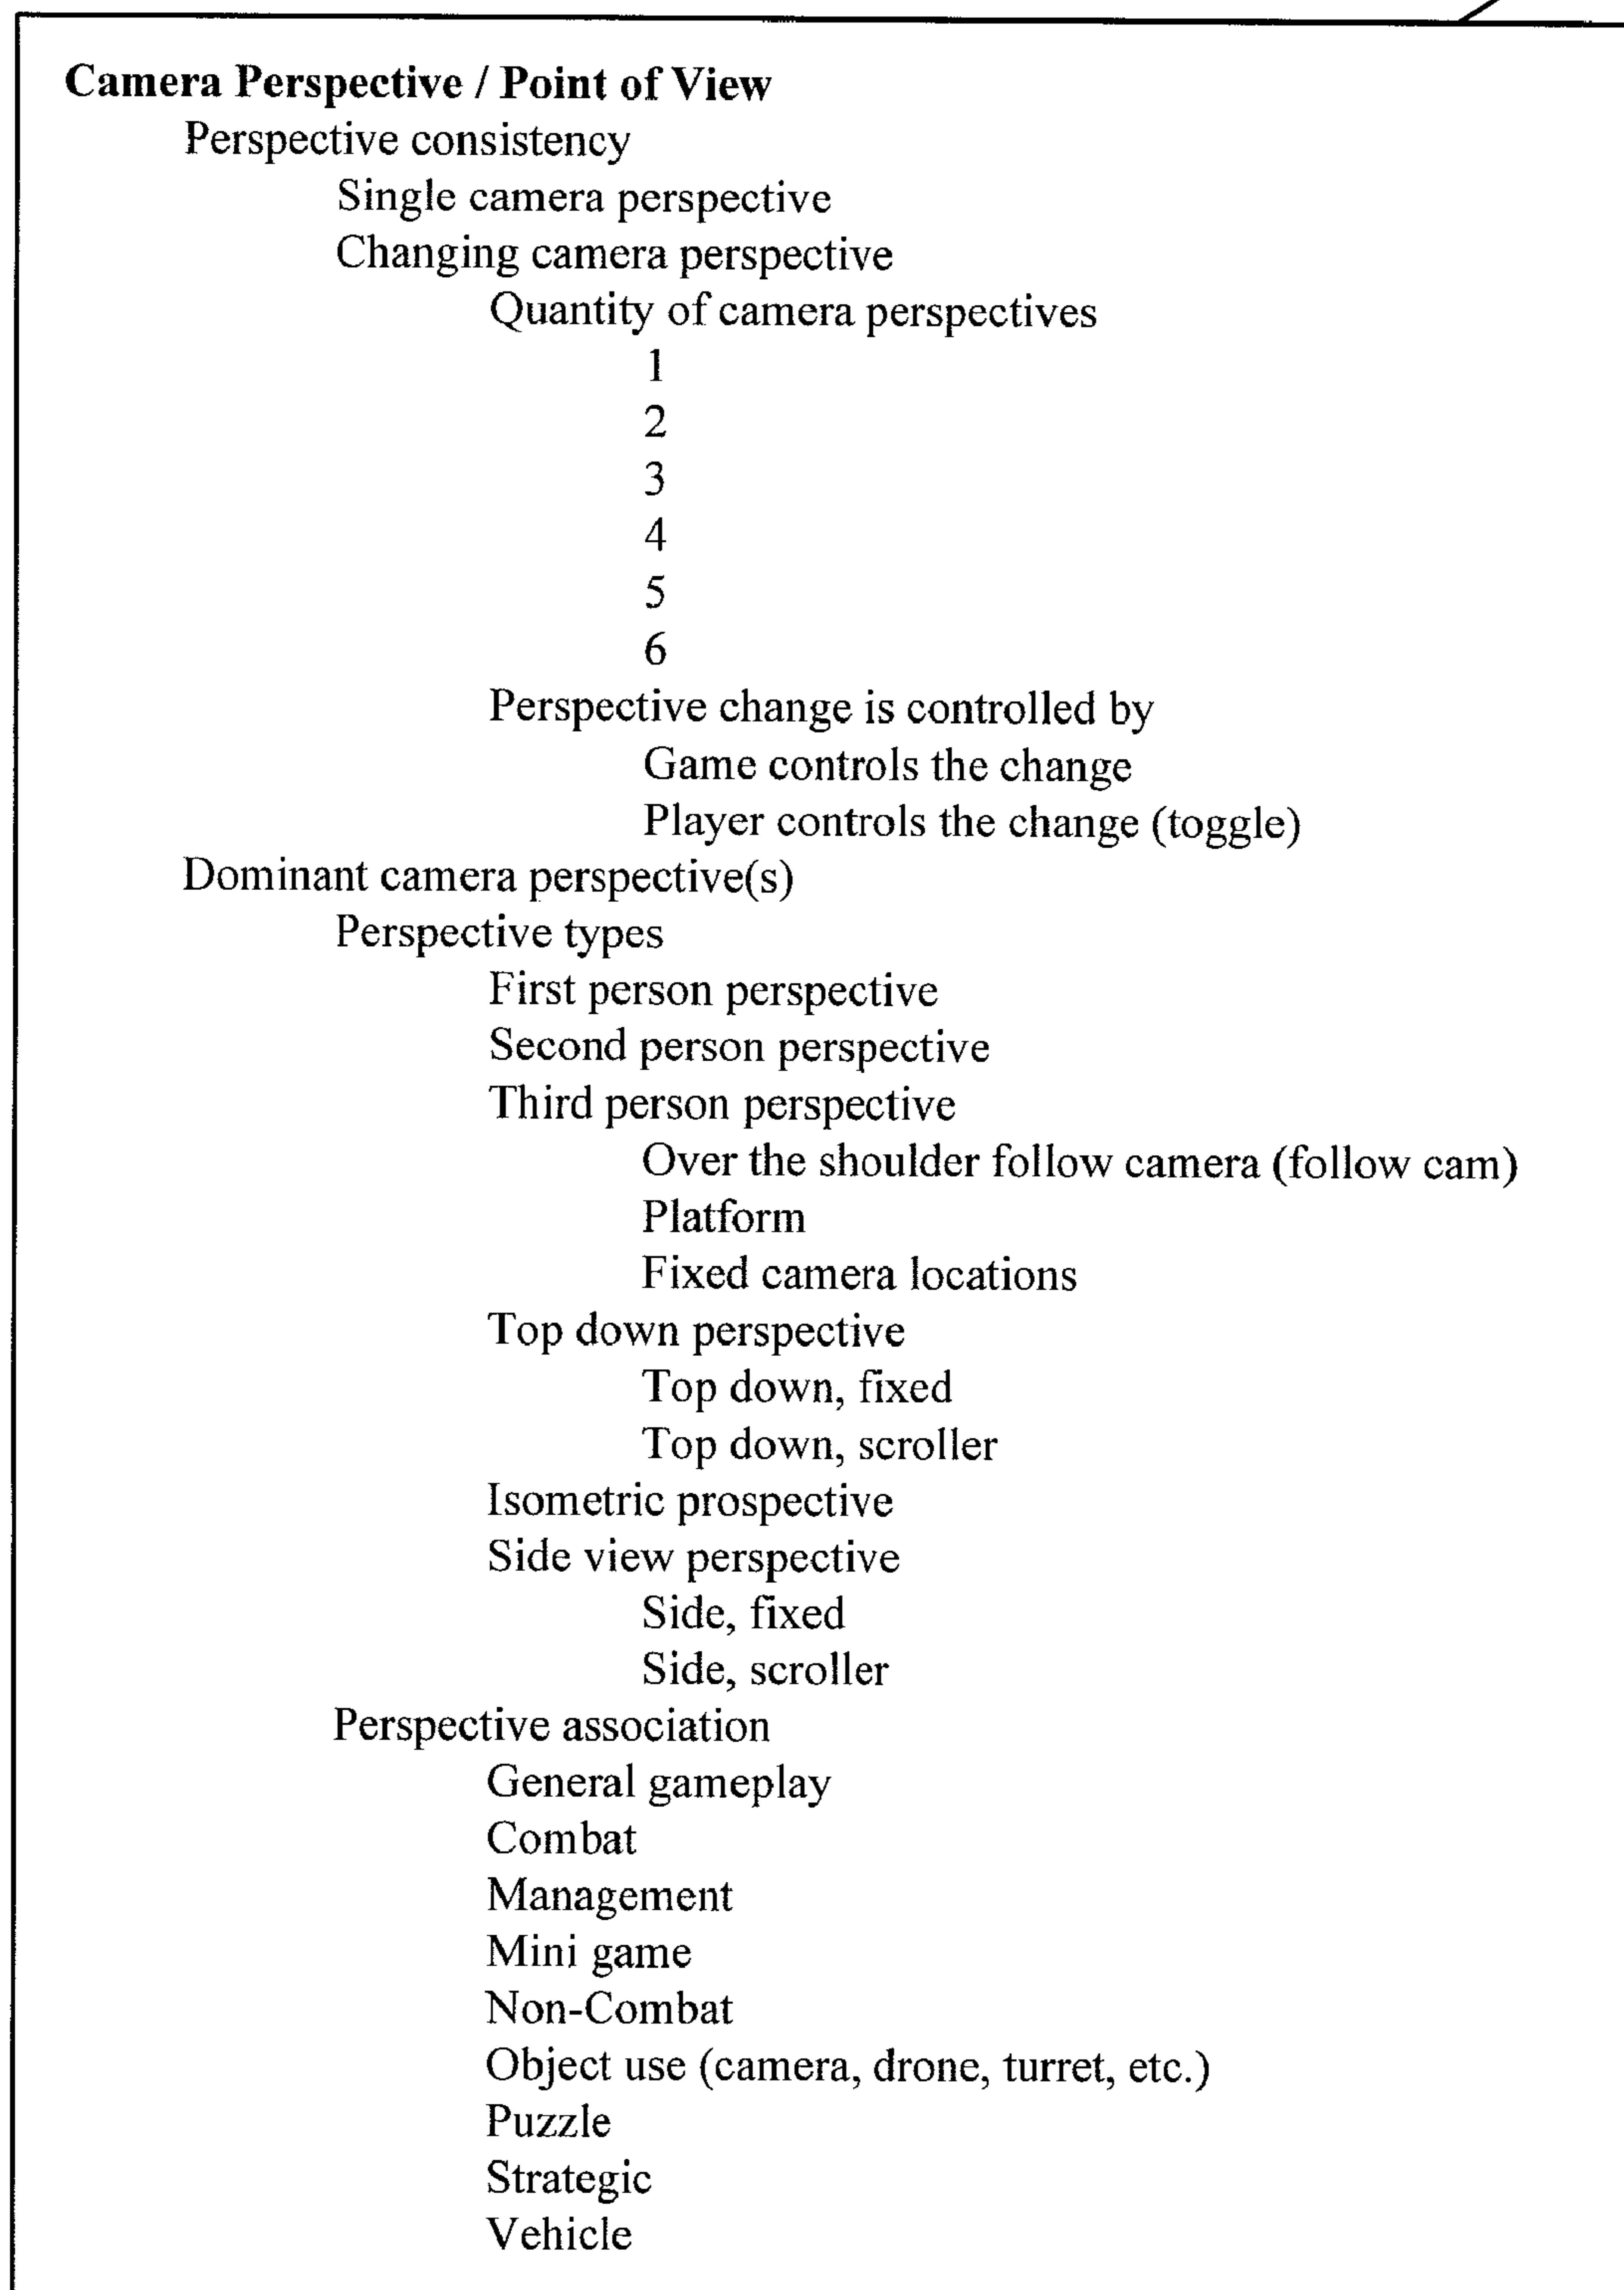 Camera Perspective / Point of View
Perspective consistency
Single camera perspective
Changing camera perspective
Quantity of camera perspectives
1
2
3
4
5
6
Perspective change is controlled by
Game controls the change
Player controls the change (toggle)
Dominant camera perspective(s)
Perspective types
First person perspective
Second person perspective
Third person perspective
Over the shoulder follow camera (follow cam)
Platform
Fixed camera locations
Top down perspective
Top down, fixed
Top down, scroller
Isometric prospective
Side view perspective
Side, fixed
Side, scroller
Perspective association
General gameplay
Combat
Management
Mini game
Non-Combat
Object use (camera, drone, turret, etc.)
Puzzle
Strategic
Vehicle